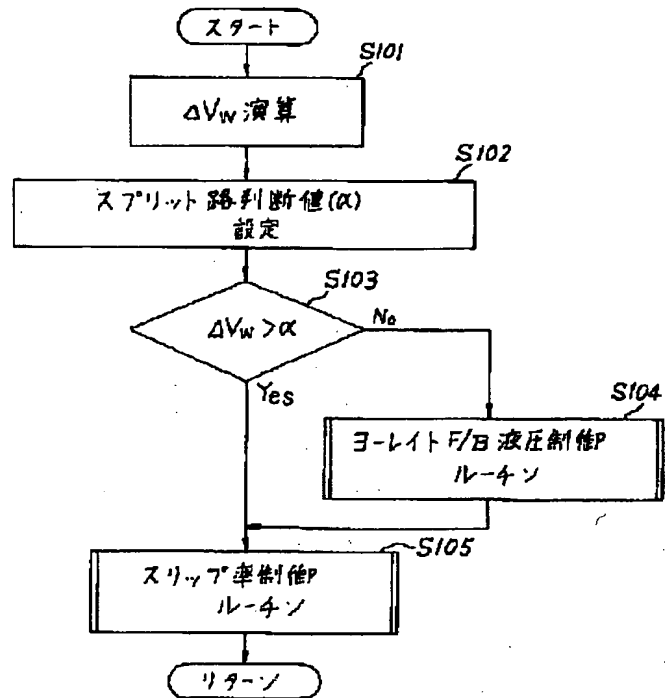 スタート
S101
ΔVw演算
S102
スプリット路判断値(α)
設定
S103
ΔVw>α
No
Yes
S104
ヨーレイトF/B液圧制御
ルーチン
S105
スリップ率制御
ルーチン
リターン